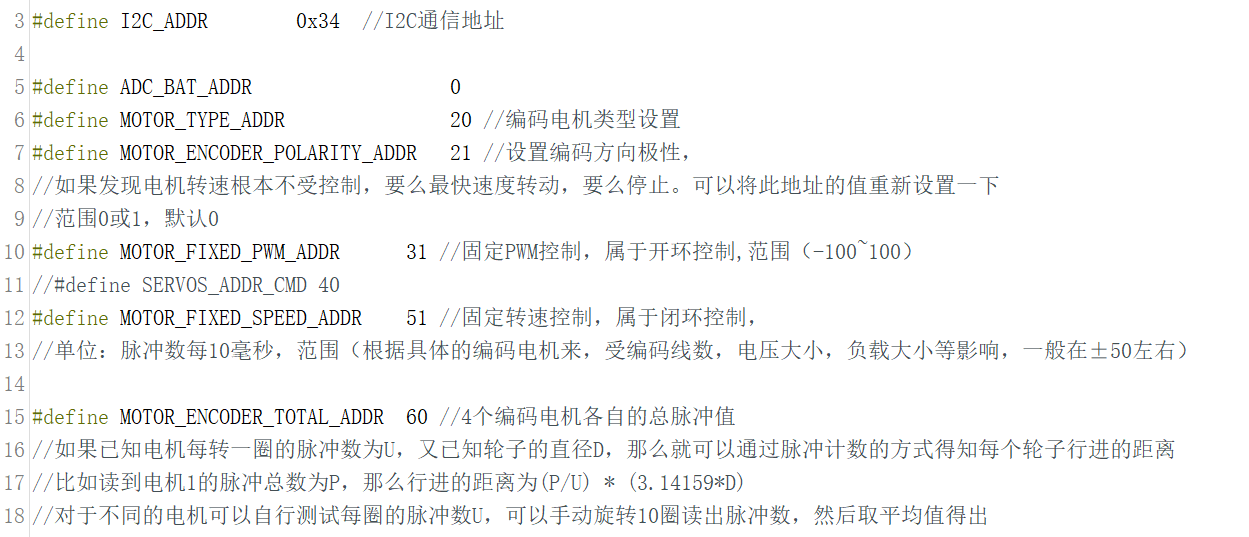 3 #define I2C_ADDR        0x34  //I2C通信地址
4
5 #define ADC_BAT_ADDR                  0
6 #define MOTOR_TYPE_ADDR               20 //编码电机类型设置
7 #define MOTOR_ENCODER_POLARITY_ADDR   21 //设置编码方向极性，
8 //如果发现电机转速根本不受控制，要么最快速度转动，要么停止。可以将此地址的值重新设置一下
9 //范围0或1，默认0
10 #define MOTOR_FIXED_PWM_ADDR      31 //固定PWM控制，属于开环控制,范围（-100~100）
11 //#define SERVOS_ADDR_CMD 40
12 #define MOTOR_FIXED_SPEED_ADDR    51 //固定转速控制，属于闭环控制，
13 //单位：脉冲数每10毫秒，范围（根据具体的编码电机来，受编码线数，电压大小，负载大小等影响，一般在±50左右）
14
15 #define MOTOR_ENCODER_TOTAL_ADDR  60 //4个编码电机各自的总脉冲值
16 //如果已知电机每转一圈的脉冲数为U，又已知轮子的直径D，那么就可以通过脉冲计数的方式得知每个轮子行进的距离
17 //比如读到电机1的脉冲总数为P，那么行进的距离为(P/U) * (3.14159*D)
18 //对于不同的电机可以自行测试每圈的脉冲数U，可以手动旋转10圈读出脉冲数，然后取平均值得出